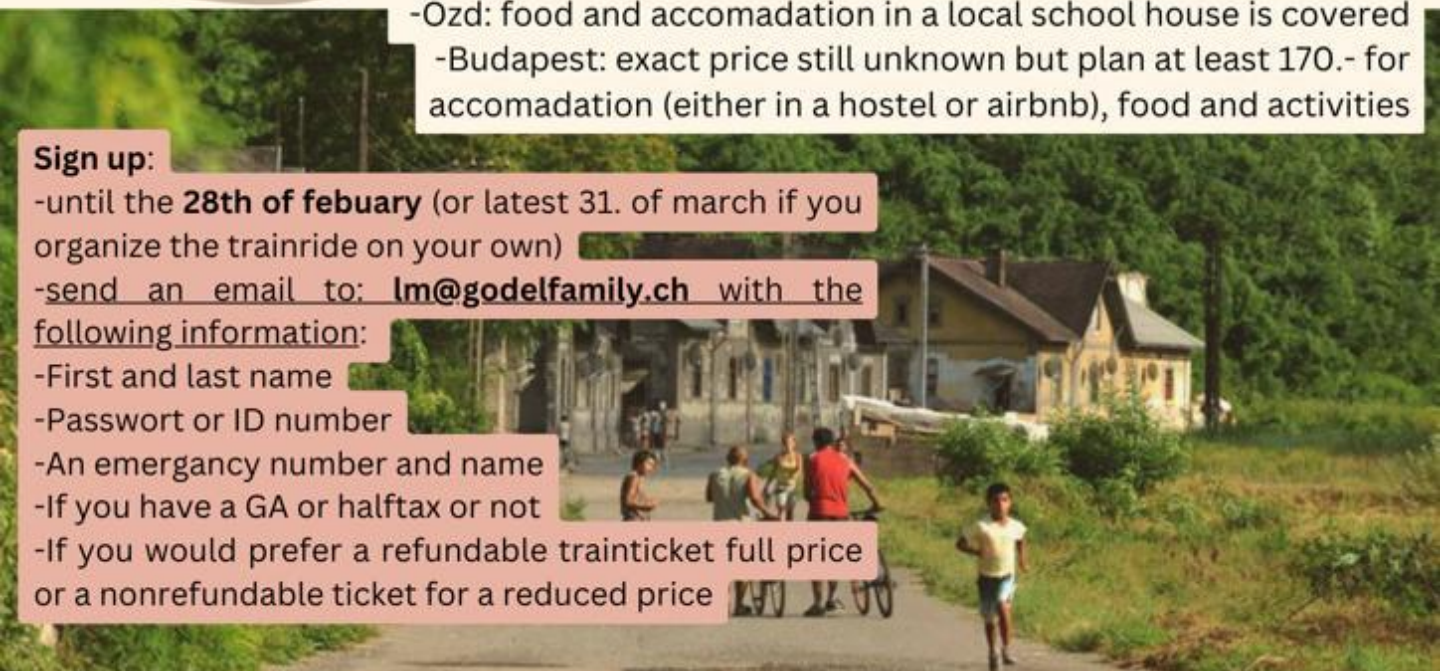 -Ozd: food and accomadation in a local school house is covered
-Budapest: exact price still unknown but plan at least 170.- for
accomadation (either in a hostel or airbnb), food and activities
Sign up:
-until the 28th of febuary (or latest 31. of march if you
organize the trainride on your own)
-send an email to: lm@godelfamily.ch with the
following information:
-First and last name
-Passwort or ID number
-An emergancy number and name
-If you have a GA or halftax or not
-If you would prefer a refundable trainticket full price
or a nonrefundable ticket for a reduced price